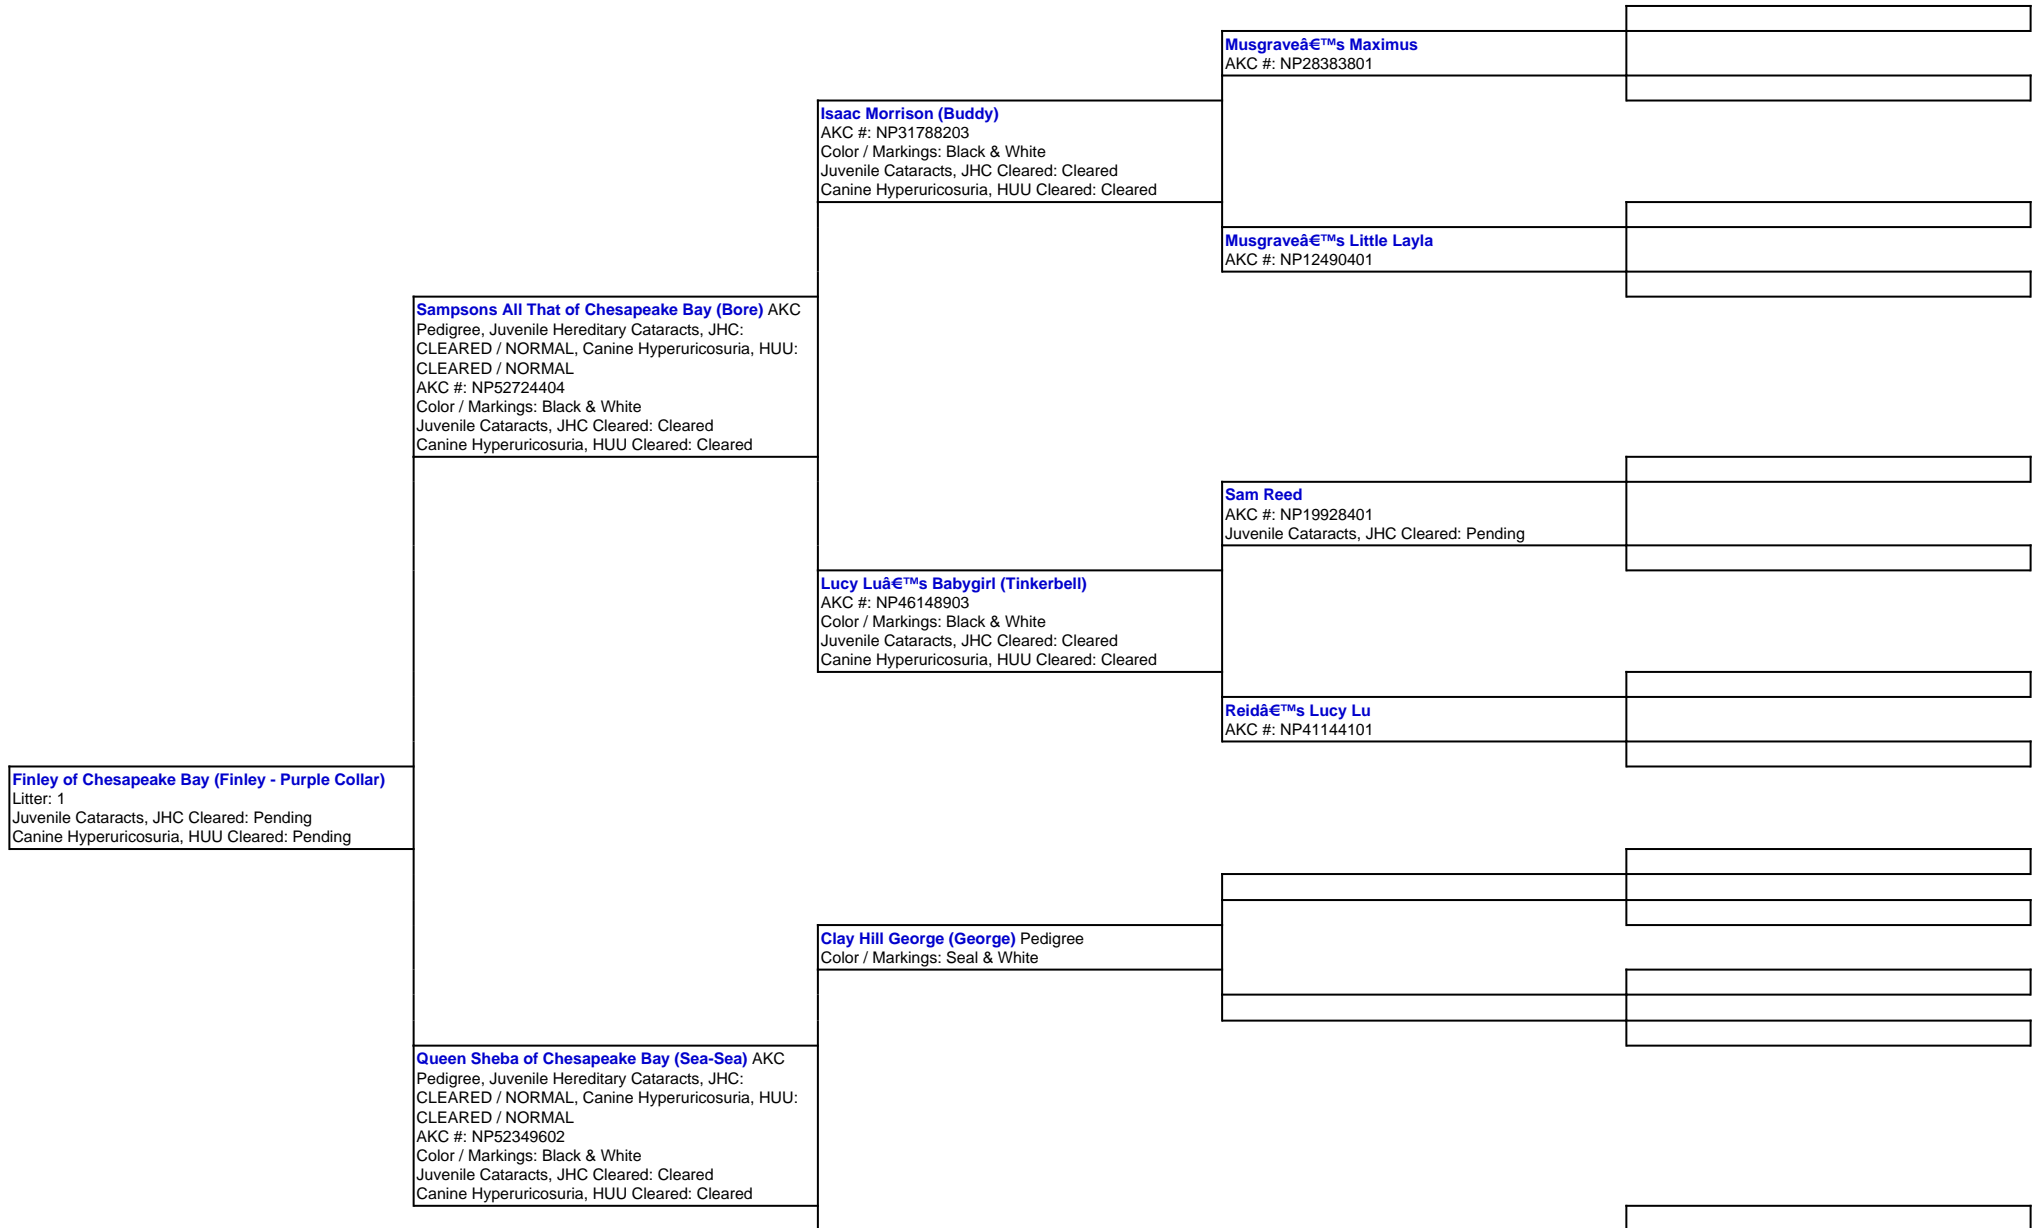 Musgraveâ€™s Maximus
AKC #: NP28383801
Isaac Morrison (Buddy)
AKC #: NP31788203
Color / Markings: Black & White
Juvenile Cataracts, JHC Cleared: Cleared
Canine Hyperuricosuria, HUU Cleared: Cleared
Musgraveâ€™s Little Layla
AKC #: NP12490401
Sampsons All That of Chesapeake Bay (Bore) AKC
Pedigree, Juvenile Hereditary Cataracts, JHC:
CLEARED / NORMAL, Canine Hyperuricosuria, HUU:
CLEARED / NORMAL
AKC #: NP52724404
Color / Markings: Black & White
Juvenile Cataracts, JHC Cleared: Cleared
Canine Hyperuricosuria, HUU Cleared: Cleared
Sam Reed
AKC #: NP19928401
Juvenile Cataracts, JHC Cleared: Pending
Lucy Luâ€™s Babygirl (Tinkerbell)
AKC #: NP46148903
Color / Markings: Black & White
Juvenile Cataracts, JHC Cleared: Cleared
Canine Hyperuricosuria, HUU Cleared: Cleared
Reidâ€™s Lucy Lu
AKC #: NP41144101
Finley of Chesapeake Bay (Finley - Purple Collar)
Litter: 1
Juvenile Cataracts, JHC Cleared: Pending
Canine Hyperuricosuria, HUU Cleared: Pending
Clay Hill George (George) Pedigree
Color / Markings: Seal & White
Queen Sheba of Chesapeake Bay (Sea-Sea) AKC
Pedigree, Juvenile Hereditary Cataracts, JHC:
CLEARED / NORMAL, Canine Hyperuricosuria, HUU:
CLEARED / NORMAL
AKC #: NP52349602
Color / Markings: Black & White
Juvenile Cataracts, JHC Cleared: Cleared
Canine Hyperuricosuria, HUU Cleared: Cleared